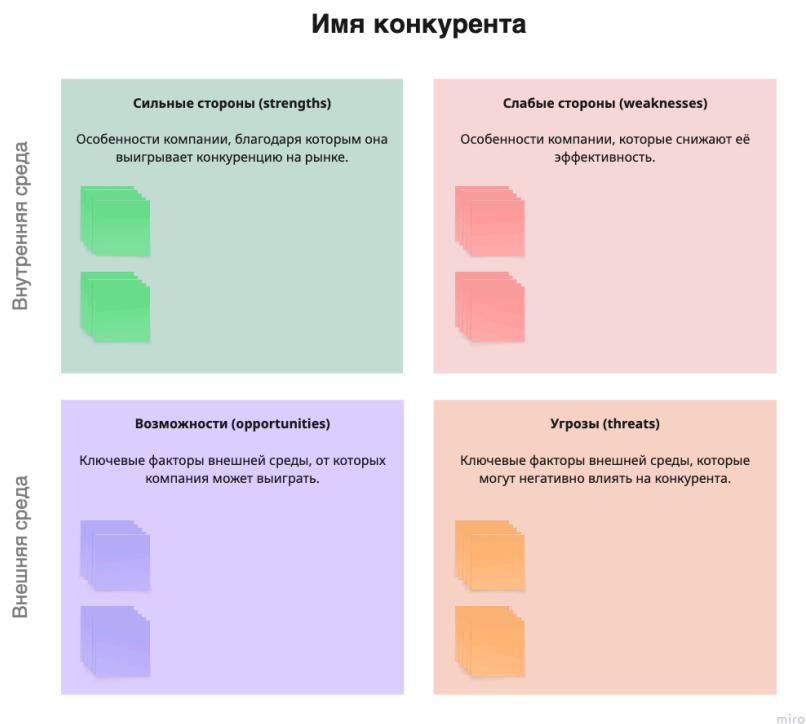 Имя конкурента
Внутренняя среда
Сильные стороны (strengths)
Особенности компании, благодаря которым она
выигрывает конкуренцию на рынке.
Слабые стороны (weaknesses)
Особенности компании, которые снижают её
эффективность.
Внешняя среда
Возможности (opportunities)
Ключевые факторы внешней среды, от которых
компания может выиграть.
Угрозы (threats)
Ключевые факторы внешней среды, которые
могут негативно влиять на конкурента.
miro